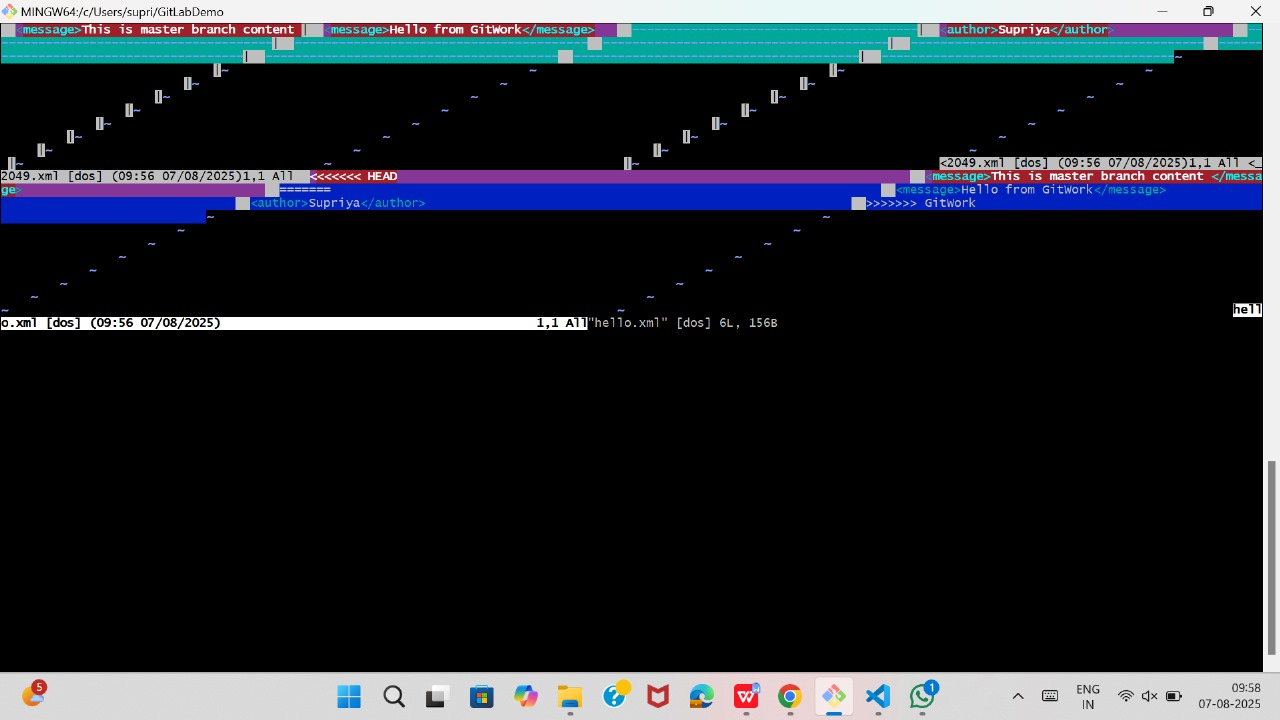 MINGW64:/c/Users/supri/GitLabDemo
<message>This is master branch content | <message>Hello from GitWork</message> | <author>Supriya</author>
|
| ~
|~ ~ |~ ~
|~ ~ |~ ~
|~ ~ |~ ~
|~ ~ |~ ~
|~ ~ |~ ~
|~ ~ |~ ~
|~ ~ |~ ~
|~ ~ |~ <2049.xml [dos] (09:56 07/08/2025)1,1 All <_
2049.xml [dos] (09:56 07/08/2025)1,1 All <<<<<<< HEAD <message>This is master branch content </messa
ge> ======= <message>Hello from GitWork</message>
<author>Supriya</author> >>>>>>> GitWork
~ ~
~ ~
~ ~
~ ~
~ ~
~ ~
~ ~
~ ~ hell
o.xml [dos] (09:56 07/08/2025) 1,1 All"hello.xml" [dos] 6L, 156B
5
W
1
ENG
IN
09:58
07-08-2025